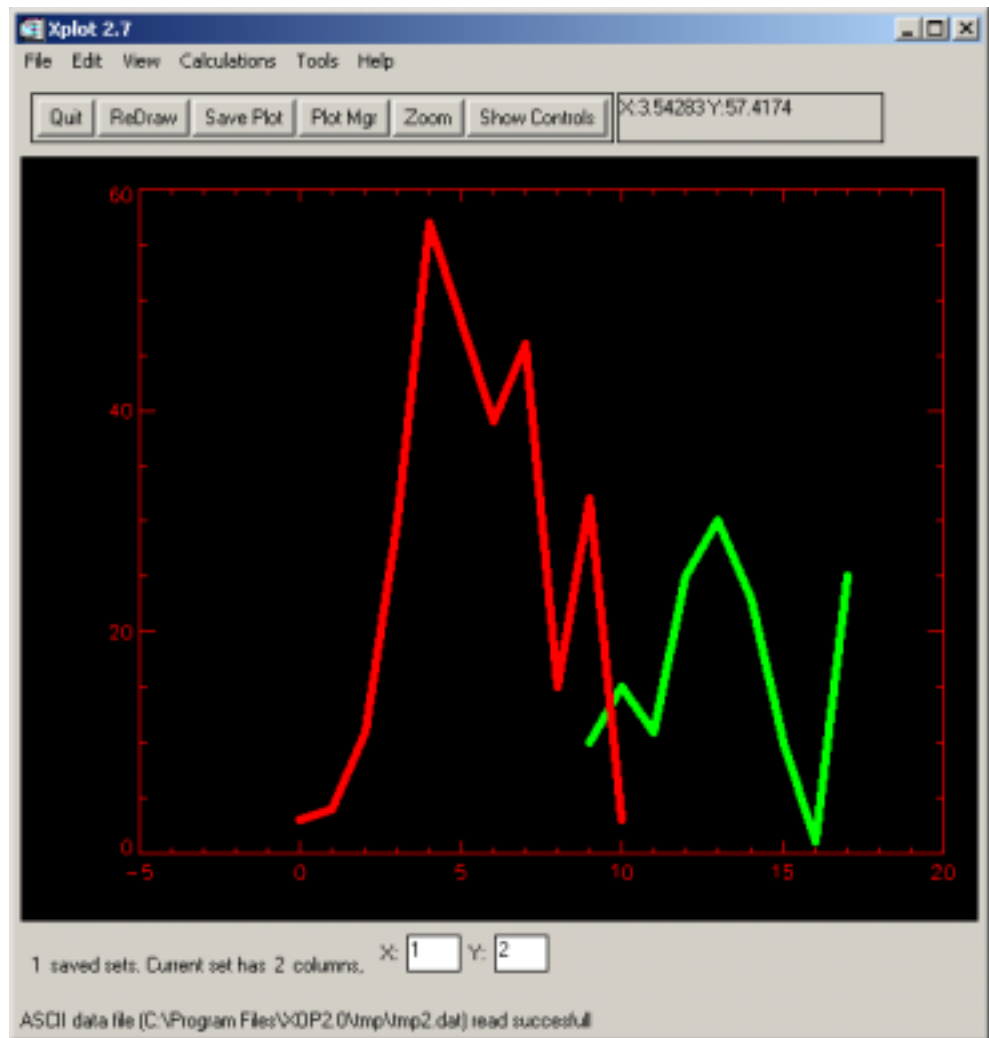 Xplot 2.7
File Edit View Calculations Tools Help
Quit ReDraw Save Plot Plot Mgr Zoom Show Controls X:3.54283 Y:57.4174
60
40
20
0
-5 0 5 10 15 20
1 saved sets. Current set has 2 columns. X: 1 Y: 2
ASCII data file (C:\Program Files\XOP2.0\tmp\tmp2.dat) read succesfull